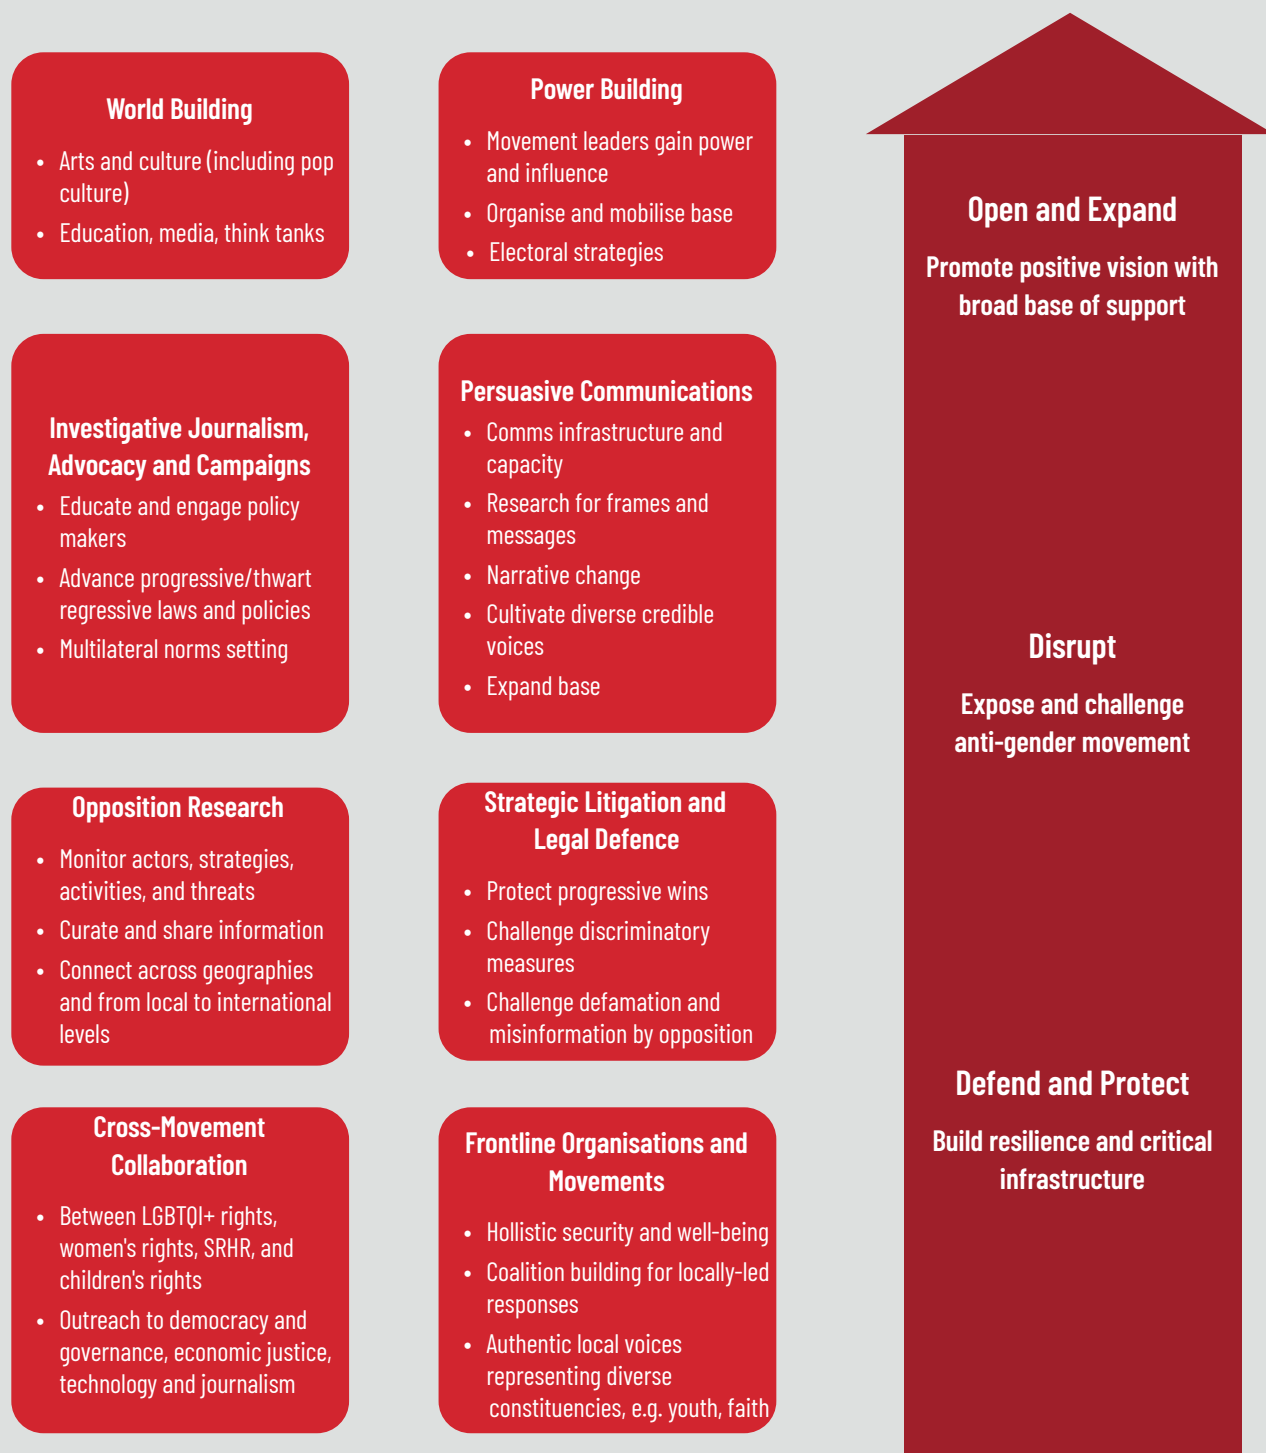 World Building
• Arts and culture (including pop
culture)
• Education, media, think tanks
Power Building
• Movement leaders gain power
and influence
• Organise and mobilise base
• Electoral strategies
Investigative Journalism,
Advocacy and Campaigns
• Educate and engage policy
makers
• Advance progressive/thwart
regressive laws and policies
• Multilateral norms setting
Persuasive Communications
• Comms infrastructure and
capacity
• Research for frames and
messages
• Narrative change
• Cultivate diverse credible
voices
• Expand base
Opposition Research
• Monitor actors, strategies,
activities, and threats
• Curate and share information
• Connect across geographies
and from local to international
levels
Strategic Litigation and
Legal Defence
• Protect progressive wins
• Challenge discriminatory
measures
• Challenge defamation and
misinformation by opposition
Cross-Movement
Collaboration
• Between LGBTQI+ rights,
women's rights, SRHR, and
children's rights
• Outreach to democracy and
governance, economic justice,
technology and journalism
Frontline Organisations and
Movements
• Hollistic security and well-being
• Coalition building for locally-led
responses
• Authentic local voices
representing diverse
constituencies, e.g. youth, faith
Open and Expand
Promote positive vision with
broad base of support
Disrupt
Expose and challenge
anti-gender movement
Defend and Protect
Build resilience and critical
infrastructure